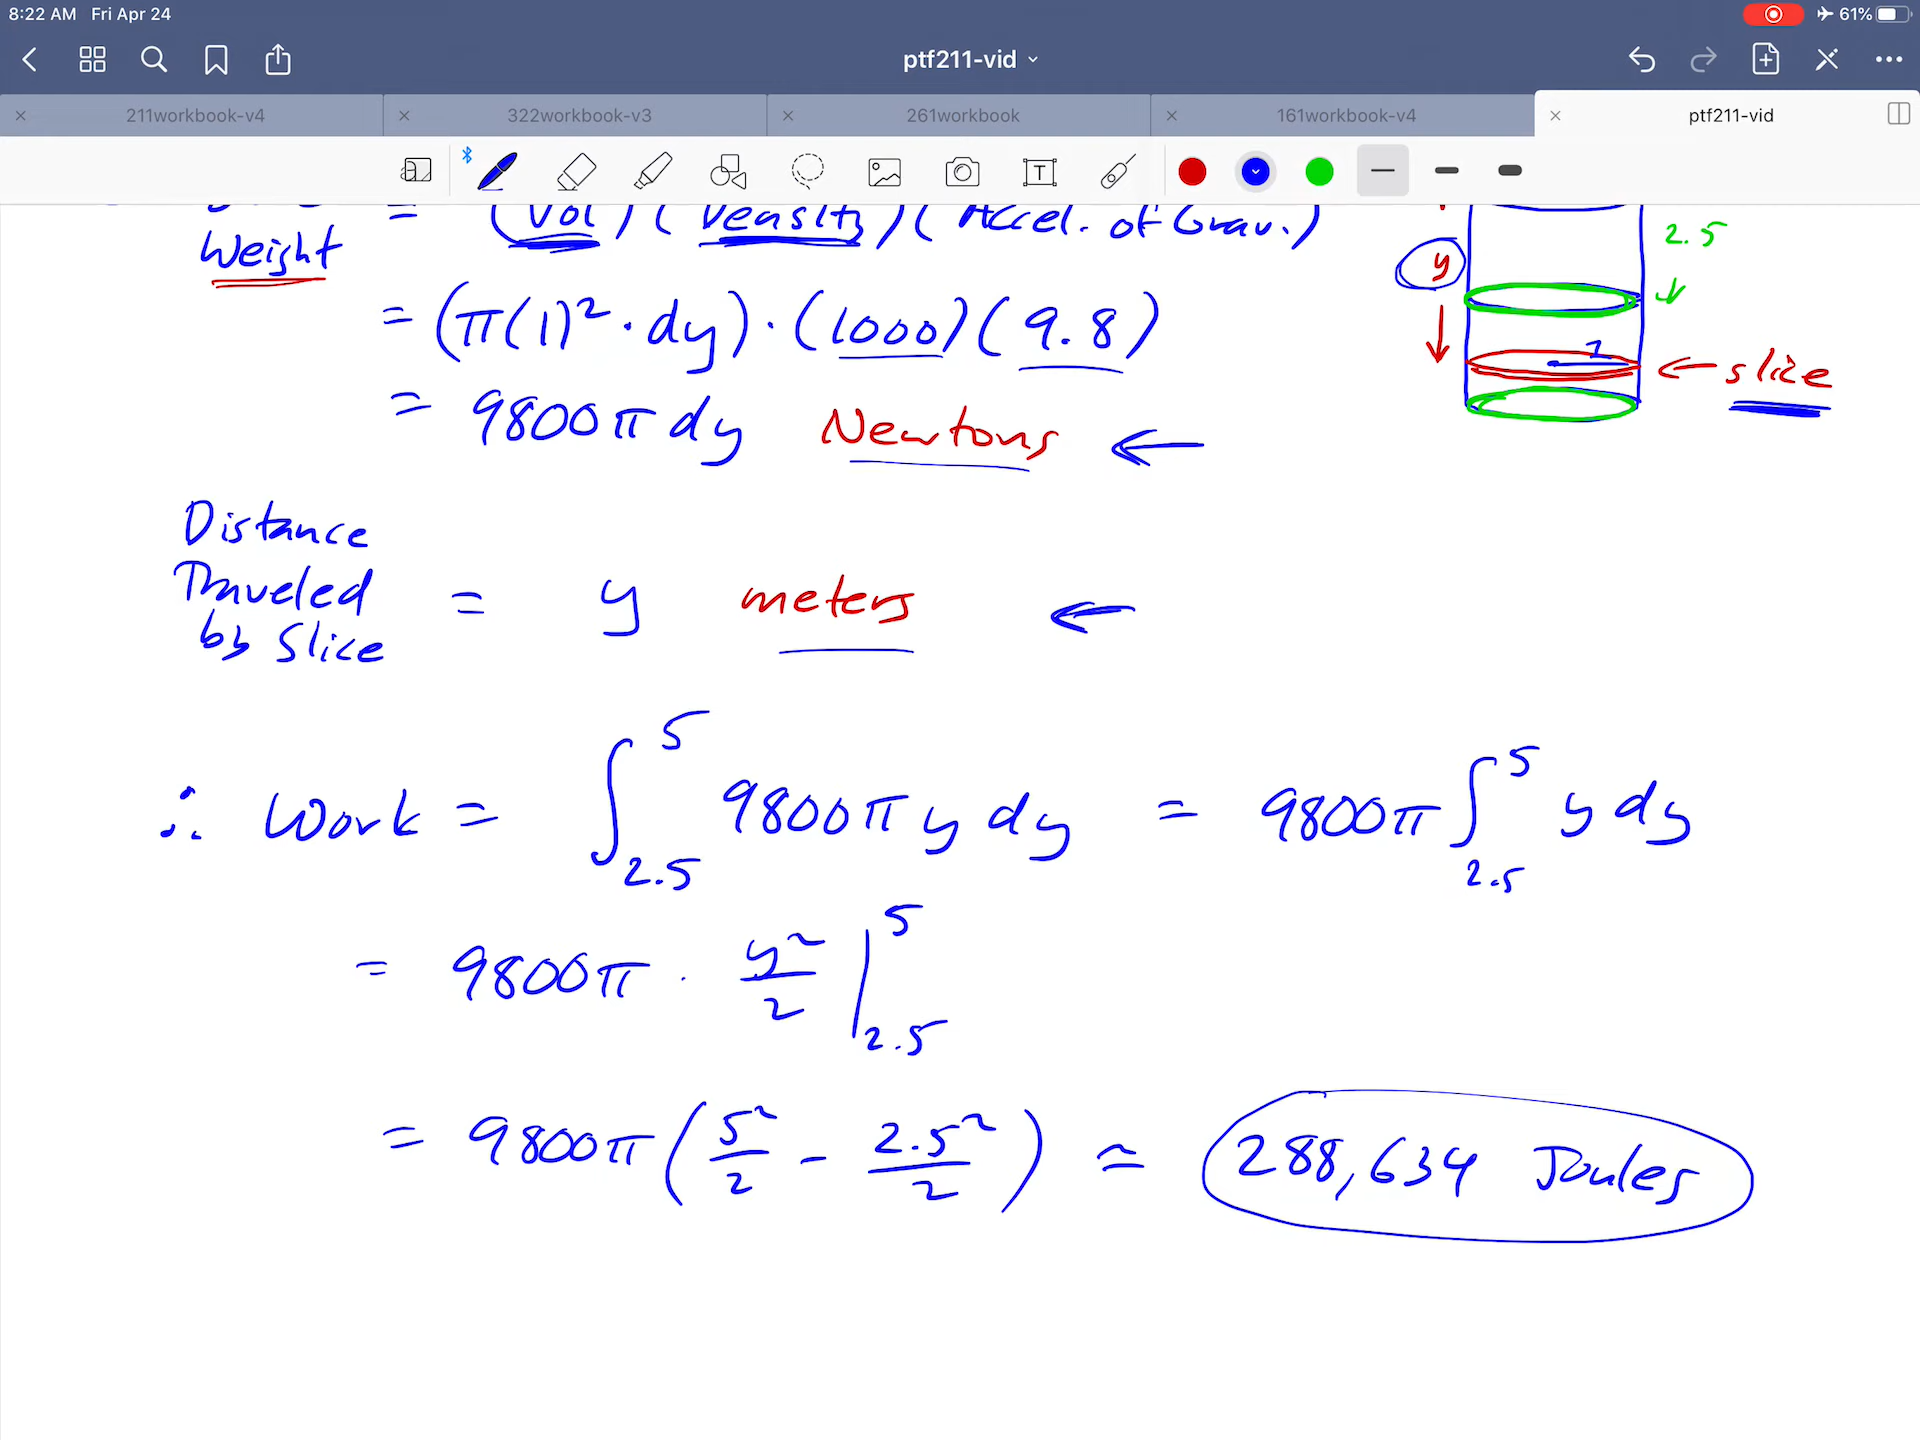 8:22 AM Fri Apr 24
61%
ptf211-vid
211workbook-v4
322workbook-v3
261workbook
161workbook-v4
ptf211-vid
T
Weight = (Vol)(Density)(Accel. of Grav.)
= (π(1)² · dy) · (1000)(9.8)
= 9800π dy Newtons ←
2.5
y
1
← slice
Distance
Traveled = y meters ←
by Slice
∴ Work = ∫_{2.5}^{5} 9800π y dy = 9800π ∫_{2.5}^{5} y dy
= 9800π · y²/2 |_{2.5}^{5}
= 9800π (5²/2 - 2.5²/2) ≃ 288,634 Joules